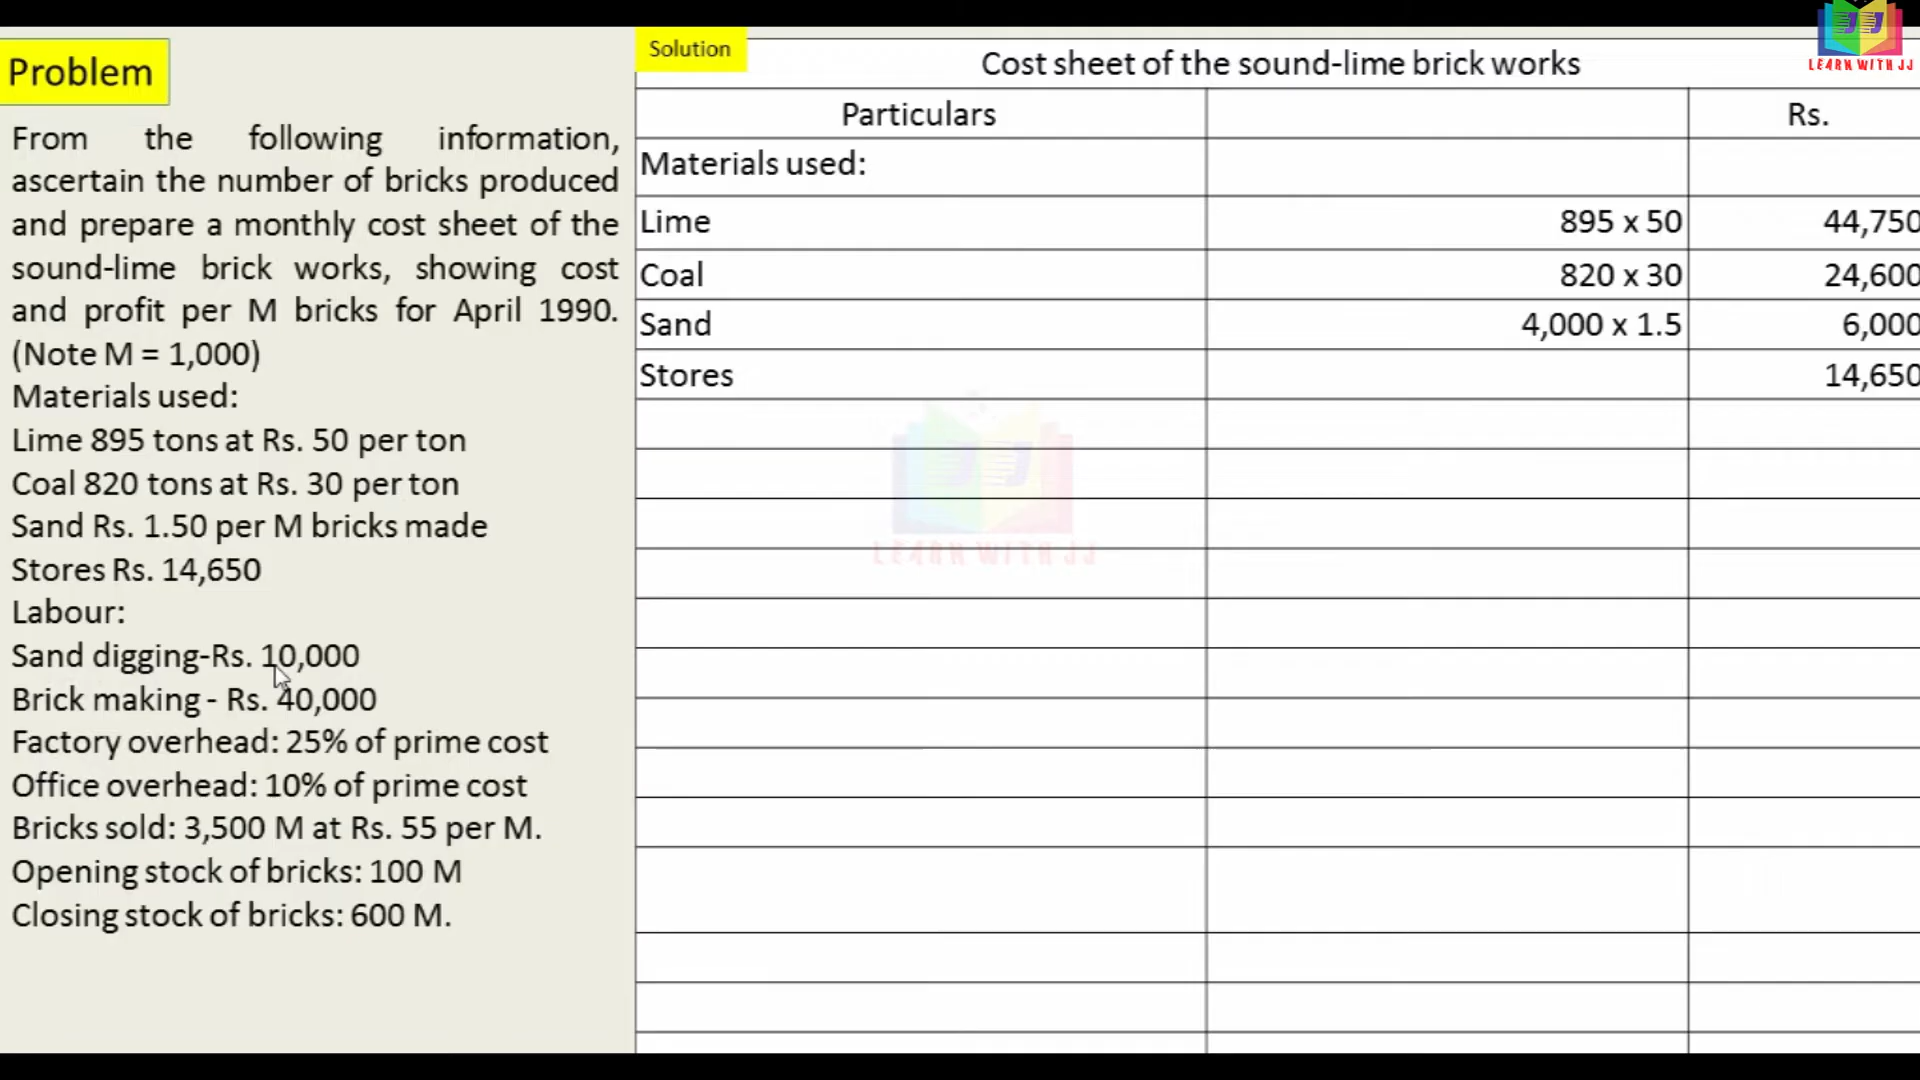 Problem
From the following information,
ascertain the number of bricks produced
and prepare a monthly cost sheet of the
sound-lime brick works, showing cost
and profit per M bricks for April 1990.
(Note M = 1,000)
Materials used:
Lime 895 tons at Rs. 50 per ton
Coal 820 tons at Rs. 30 per ton
Sand Rs. 1.50 per M bricks made
Stores Rs. 14,650
Labour:
Sand digging-Rs. 10,000
Brick making - Rs. 40,000
Factory overhead: 25% of prime cost
Office overhead: 10% of prime cost
Bricks sold: 3,500 M at Rs. 55 per M.
Opening stock of bricks: 100 M
Closing stock of bricks: 600 M.
Solution
Cost sheet of the sound-lime brick works
Particulars Rs.
Materials used:
Lime 895 x 50 44,750
Coal 820 x 30 24,600
Sand 4,000 x 1.5 6,000
Stores 14,650
JJ
LEARN WITH JJ
JJ
LEARN WITH JJ